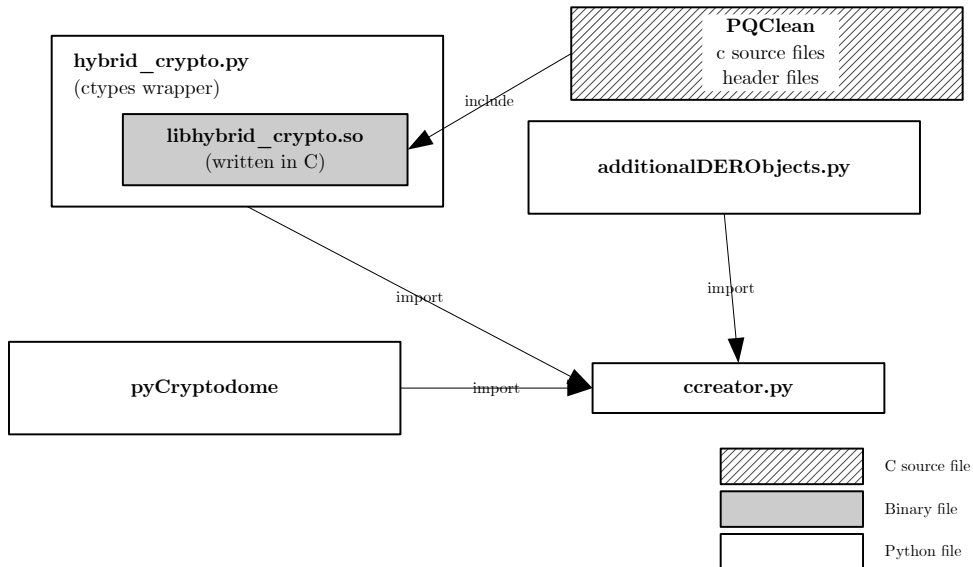 PQClean
c source files
header files
hybrid_crypto.py
(ctypes wrapper)
include
libhybrid_crypto.so
(written in C)
additionalDERObjects.py
import
import
pyCryptodome
import
ccreator.py
C source file
Binary file
Python file